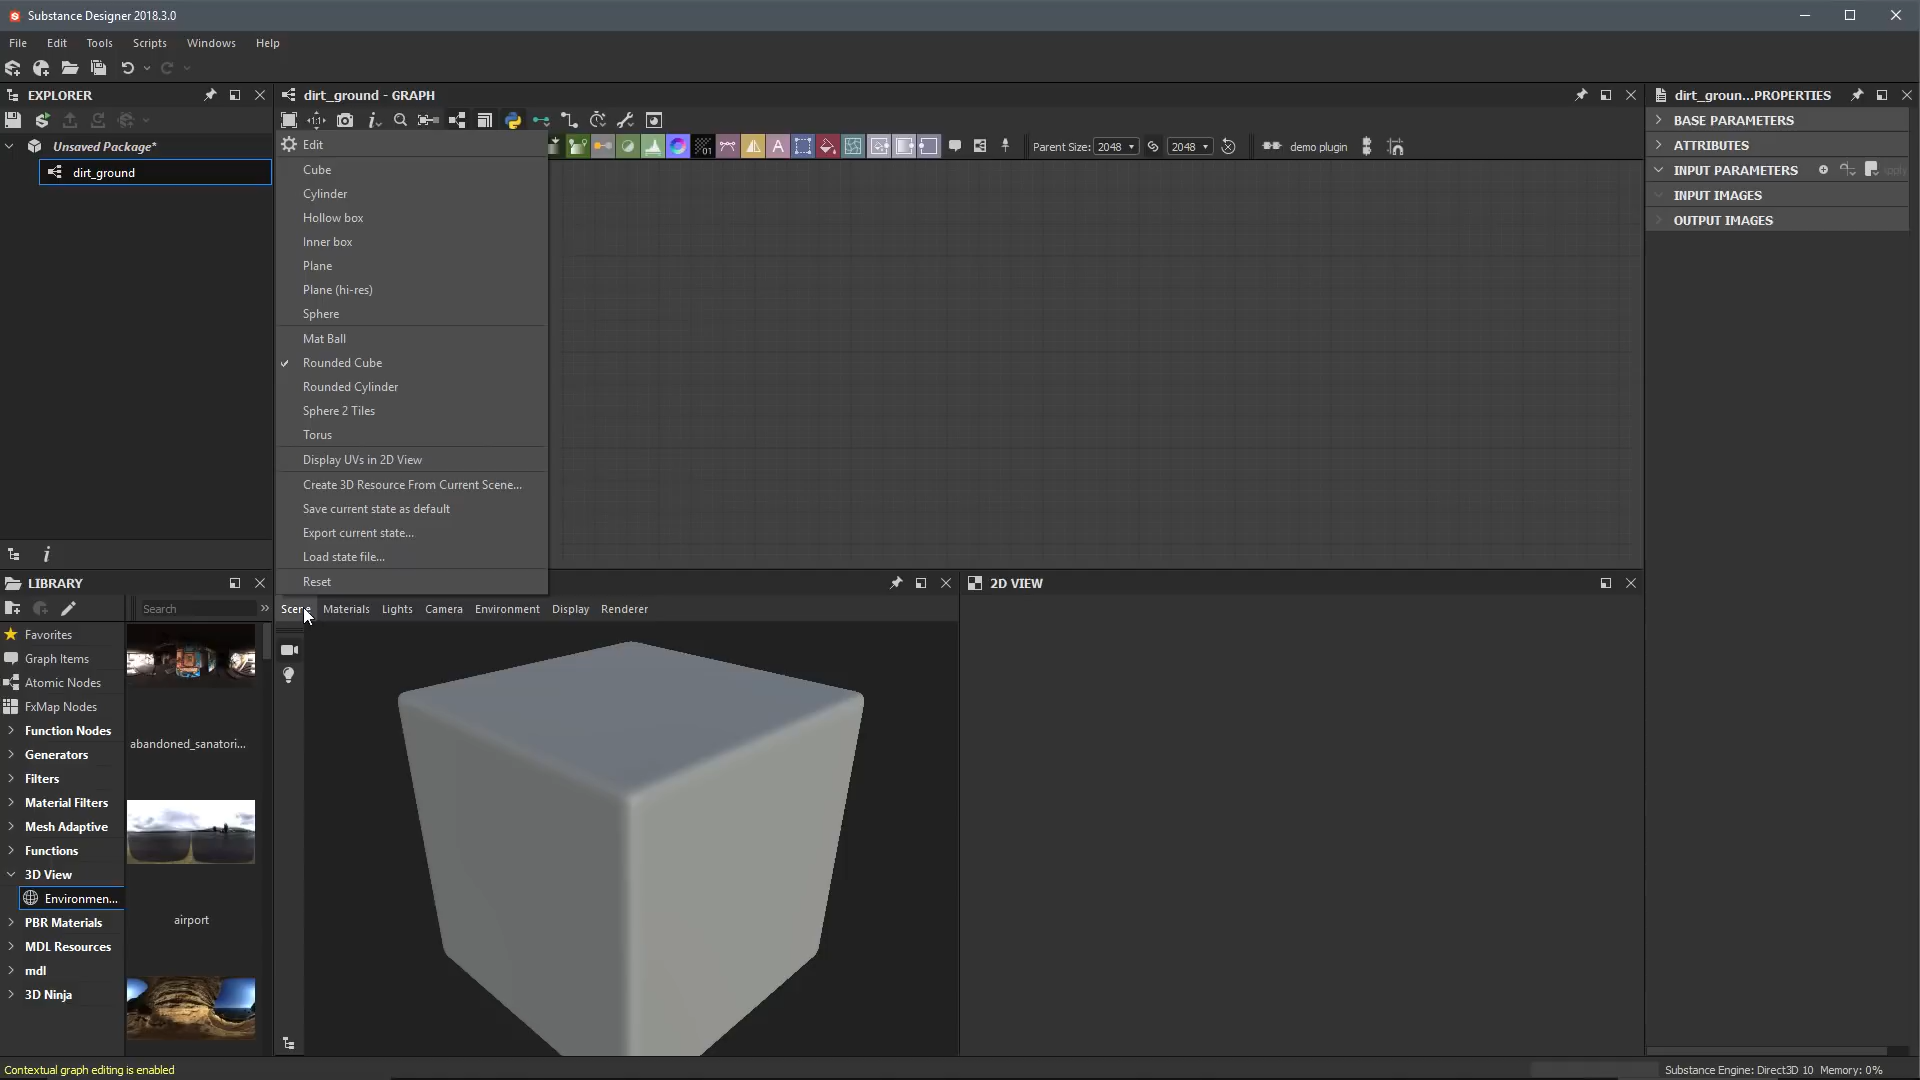 Substance Designer 2018.3.0
File Edit Tools Scripts Windows Help
EXPLORER
Unsaved Package*
dirt_ground
dirt_ground - GRAPH
Parent Size: 2048 2048 demo plugin
Edit
Cube
Cylinder
Hollow box
Inner box
Plane
Plane (hi-res)
Sphere
Mat Ball
Rounded Cube
Rounded Cylinder
Sphere 2 Tiles
Torus
Display UVs in 2D View
Create 3D Resource From Current Scene...
Save current state as default
Export current state...
Load state file...
Reset
dirt_groun...PROPERTIES
BASE PARAMETERS
ATTRIBUTES
INPUT PARAMETERS
INPUT IMAGES
OUTPUT IMAGES
LIBRARY
Search
Favorites
Graph Items
Atomic Nodes
FxMap Nodes
Function Nodes
Generators
Filters
Material Filters
Mesh Adaptive
Functions
3D View
Environmen...
PBR Materials
MDL Resources
mdl
3D Ninja
abandoned_sanatori...
airport
Scene Materials Lights Camera Environment Display Renderer
2D VIEW
Contextual graph editing is enabled
Substance Engine: Direct3D 10 Memory: 0%